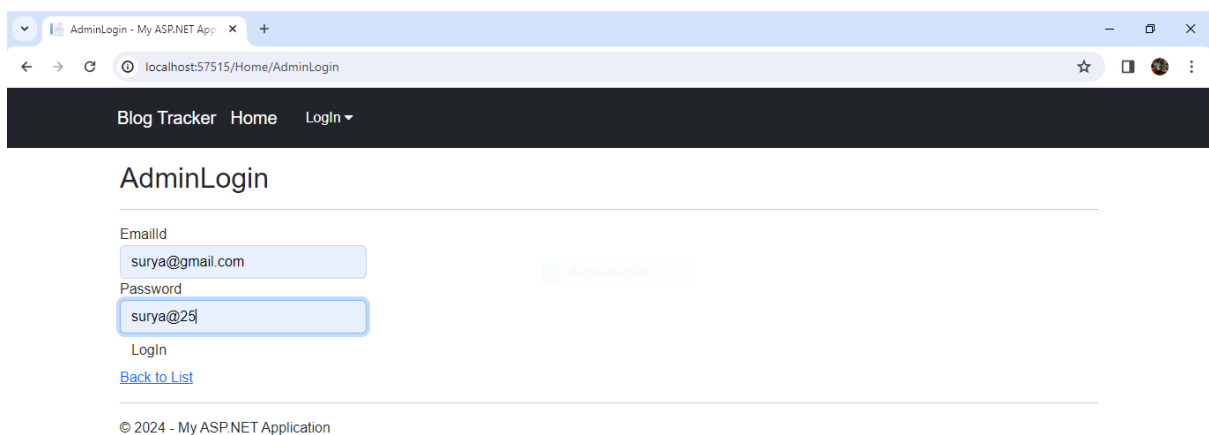 AdminLogin - My ASP.NET App
localhost:57515/Home/AdminLogin
Blog Tracker Home LogIn
AdminLogin
EmailId
surya@gmail.com
Password
surya@25
LogIn
Back to List
© 2024 - My ASP.NET Application